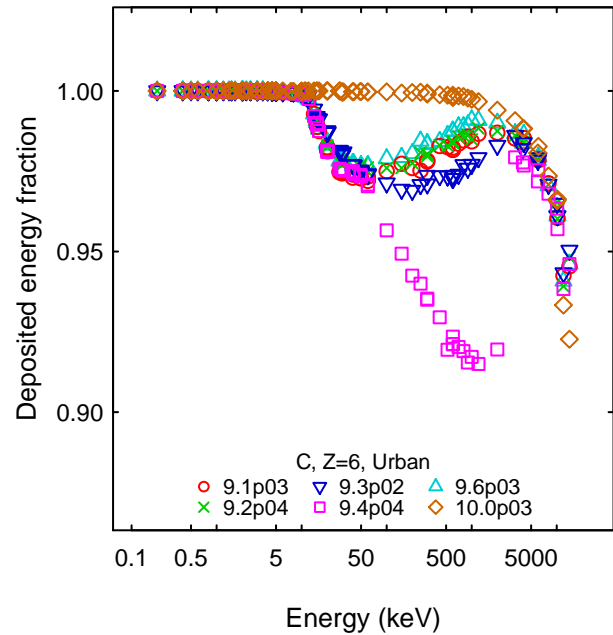 Deposited energy fraction
1.00
0.95
0.90
C, Z=6, Urban
9.1p03 9.3p02 9.6p03
9.2p04 9.4p04 10.0p03
0.1 0.5 5 50 500 5000
Energy (keV)